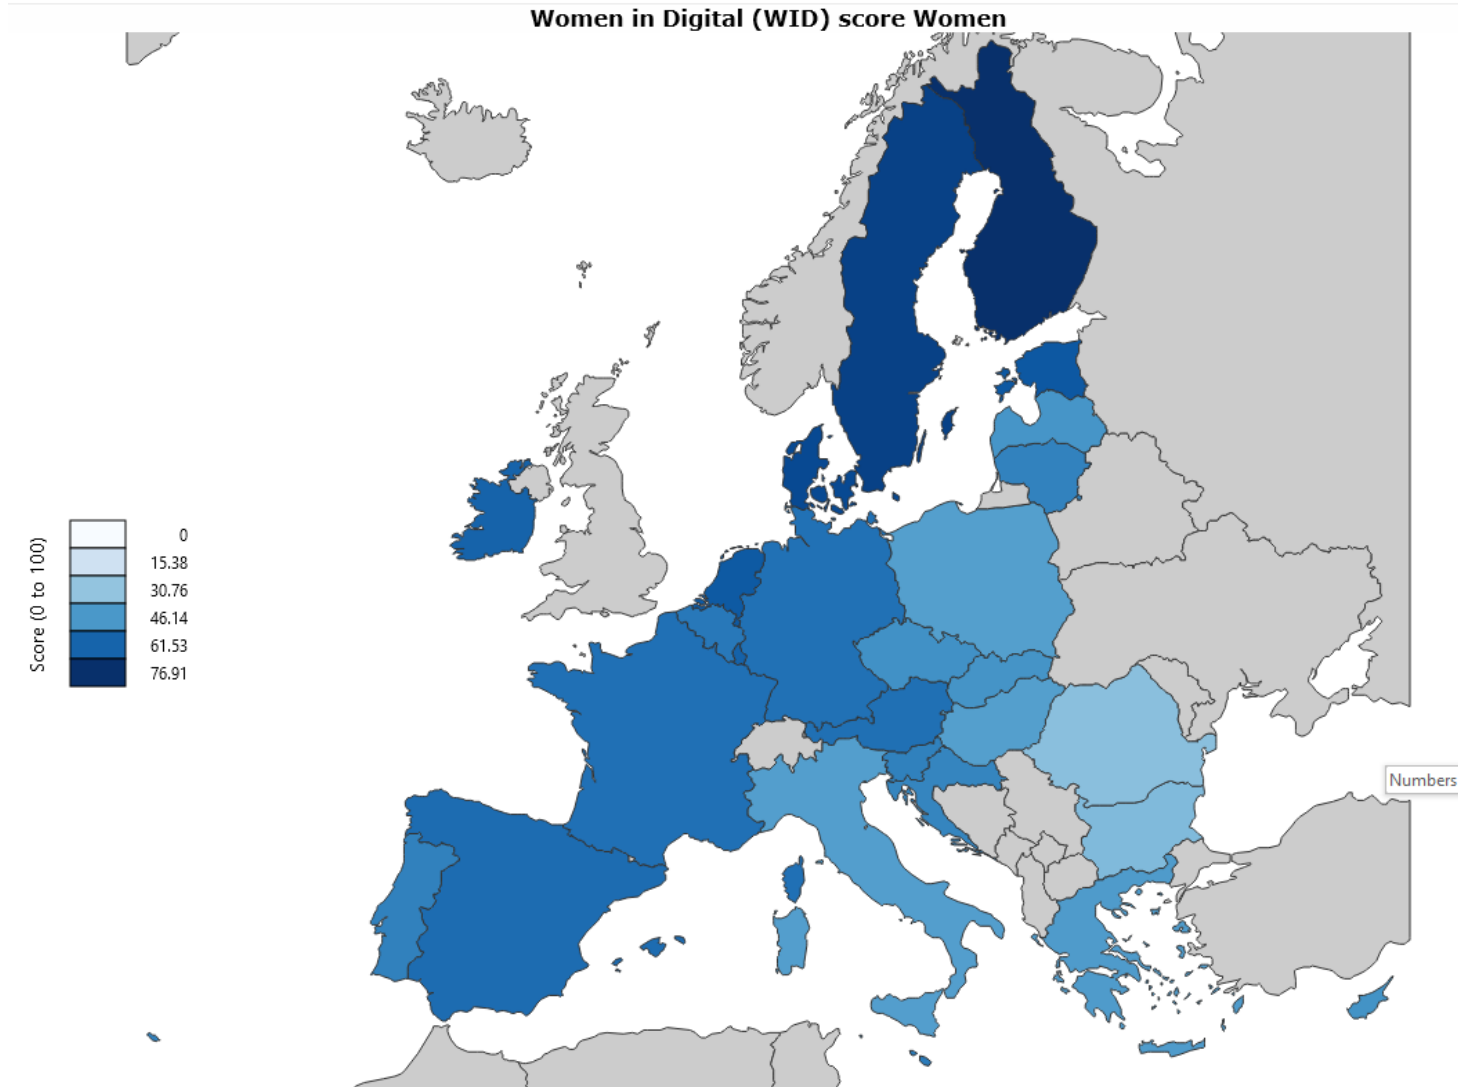 Women in Digital (WID) score Women
Score (0 to 100)
0
15.38
30.76
46.14
61.53
76.91
Numbers